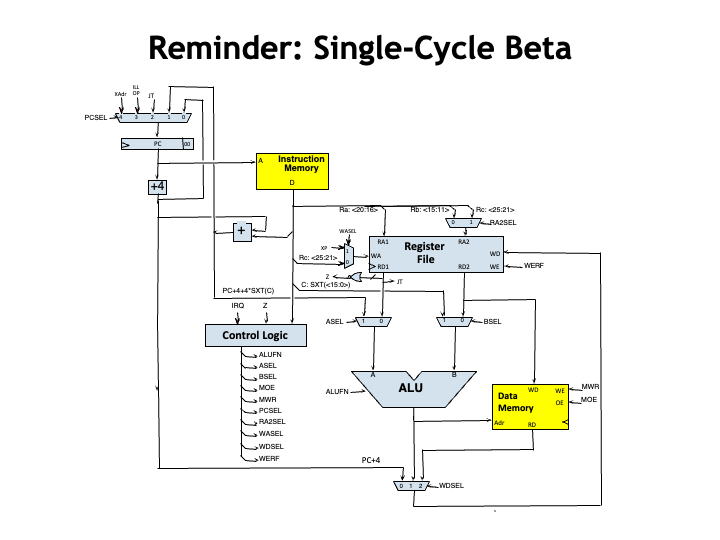 Reminder: Single-Cycle Beta
XAdr
ILL
OP
JT
PCSEL
4 3 2 1 0
PC 00
+4
A Instruction
Memory
D
Ra: <20:16>
Rb: <15:11>
Rc: <25:21>
0 1
RA2SEL
+
WASEL
XP
1
0
Rc: <25:21>
RA1 RA2
Register
File
WA
WD
RD1 RD2
WE
WERF
Z
JT
C: SXT(<15:0>)
PC+4+4*SXT(C)
IRQ Z
ASEL
1 0
1 0
BSEL
Control Logic
ALUFN
ASEL
BSEL
MOE
MWR
PCSEL
RA2SEL
WASEL
WDSEL
WERF
A B
ALU
ALUFN
WD WE
MWR
Data
Memory
OE
MOE
Adr
RD
PC+4
0 1 2
WDSEL